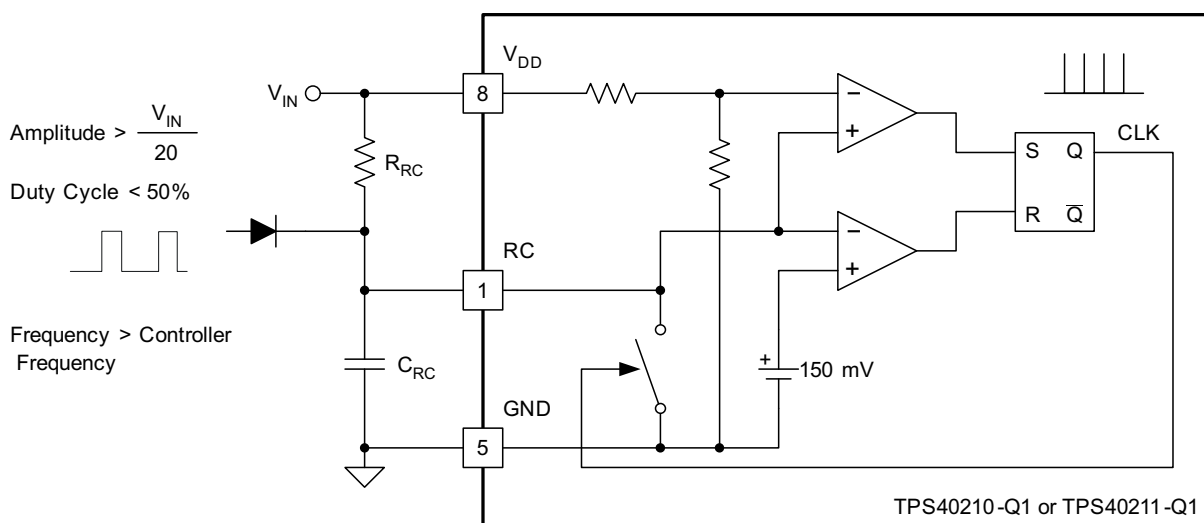 V_DD
V_IN
8
Amplitude > V_IN
20
R_RC
Duty Cycle < 50%
CLK
S Q
R Q̅
RC
1
Frequency > Controller
Frequency
C_RC
150 mV
GND
5
TPS40210-Q1 or TPS40211-Q1
−
+
−
+
+